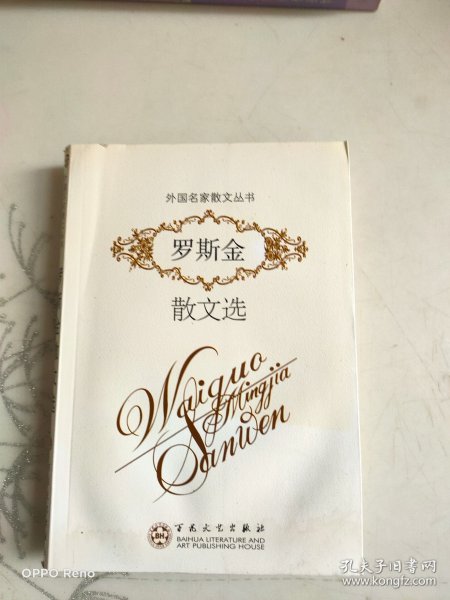 外国名家散文丛书
罗斯金
散文选
Waiguo
Mingjia
Sanwen
BH
百花文艺出版社
BAIHUA LITERATURE AND
ART PUBLISHING HOUSE
OPPO Reno
孔夫子旧书网
www.kongfz.com